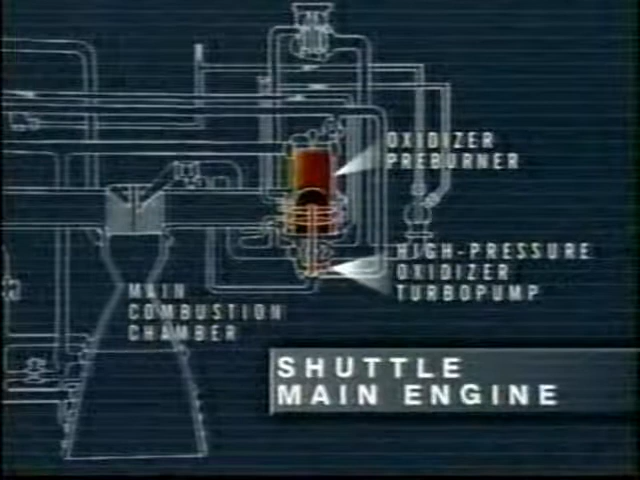 OXIDIZER
PREBURNER
HIGH-PRESSURE
OXIDIZER
TURBOPUMP
MAIN
COMBUSTION
CHAMBER
SHUTTLE
MAIN ENGINE